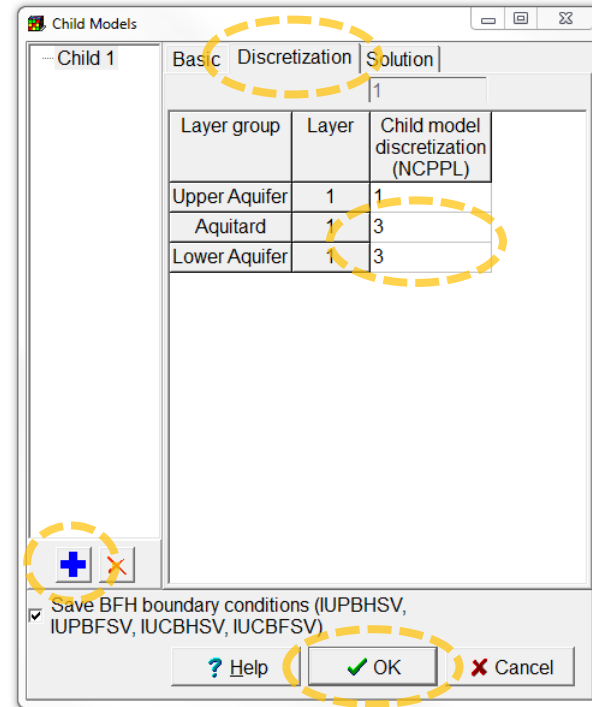 Child Models
Child 1
Basic Discretization Solution
1
Layer group Layer Child model
discretization
(NCPPL)
Upper Aquifer 1 1
Aquitard 1 3
Lower Aquifer 1 3
Save BFH boundary conditions (IUPBHSV,
IUPBFSV, IUCBHSV, IUCBFSV)
? Help OK Cancel